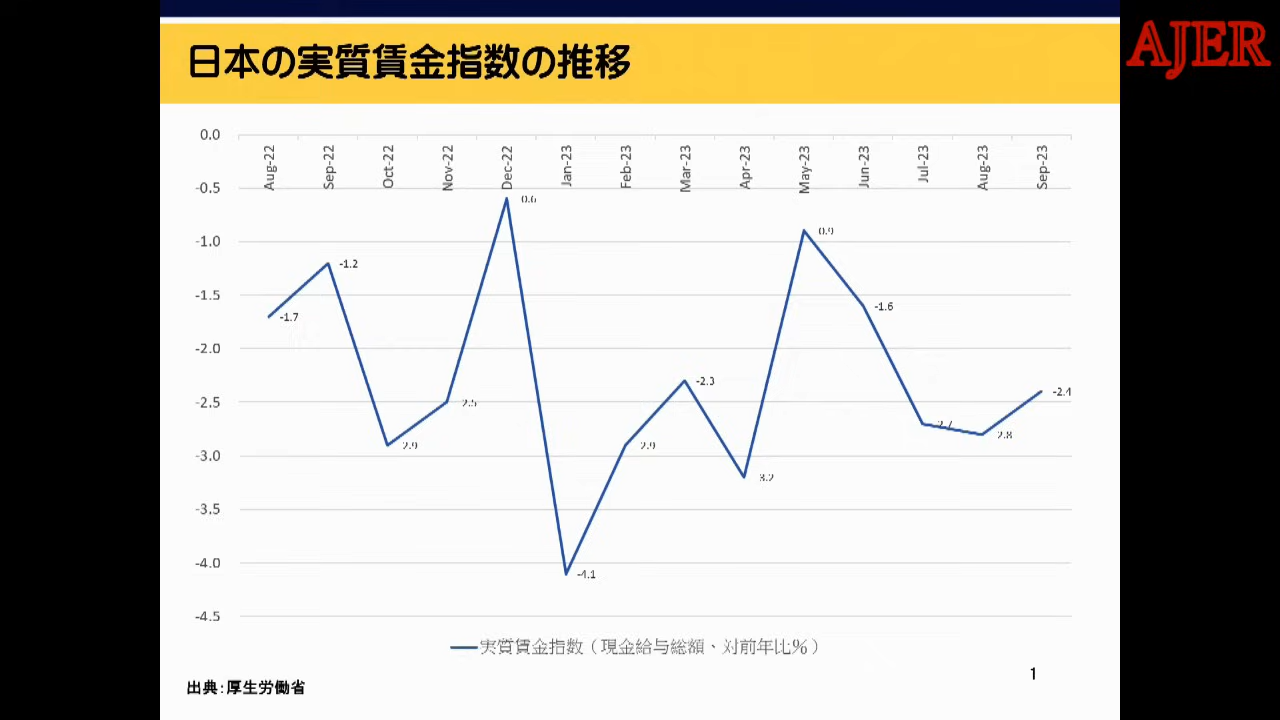 日本の実質賃金指数の推移
AJER
0.0
-0.5
-1.0
-1.5
-2.0
-2.5
-3.0
-3.5
-4.0
-4.5
Aug-22
Sep-22
Oct-22
Nov-22
Dec-22
Jan-23
Feb-23
Mar-23
Apr-23
May-23
Jun-23
Jul-23
Aug-23
Sep-23
-1.7
-1.2
2.9
2.5
0.6
-4.1
2.9
-2.3
3.2
0.9
-1.6
2.7
2.8
-2.4
実質賃金指数（現金給与総額、対前年比％）
出典：厚生労働省
1